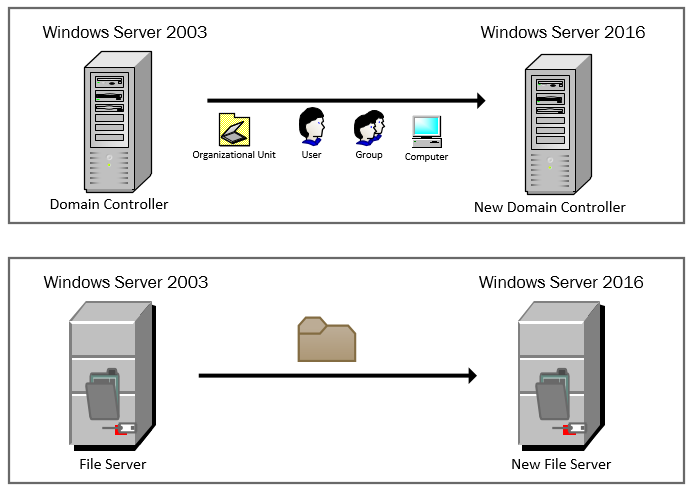 Windows Server 2003
Windows Server 2016
Organizational Unit
User
Group
Computer
Domain Controller
New Domain Controller
Windows Server 2003
Windows Server 2016
File Server
New File Server